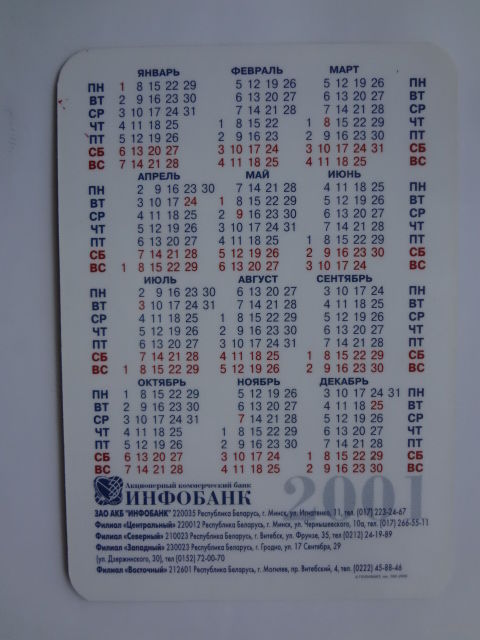 ЯНВАРЬ ФЕВРАЛЬ МАРТ
ПН 1 8 15 22 29 5 12 19 26 5 12 19 26 ПН
ВТ 2 9 16 23 30 6 13 20 27 6 13 20 27 ВТ
СР 3 10 17 24 31 7 14 21 28 7 14 21 28 СР
ЧТ 4 11 18 25 1 8 15 22 1 8 15 22 29 ЧТ
ПТ 5 12 19 26 2 9 16 23 2 9 16 23 30 ПТ
СБ 6 13 20 27 3 10 17 24 3 10 17 24 31 СБ
ВС 7 14 21 28 4 11 18 25 4 11 18 25 ВС
АПРЕЛЬ МАЙ ИЮНЬ
ПН 2 9 16 23 30 7 14 21 28 4 11 18 25 ПН
ВТ 3 10 17 24 1 8 15 22 29 5 12 19 26 ВТ
СР 4 11 18 25 2 9 16 23 30 6 13 20 27 СР
ЧТ 5 12 19 26 3 10 17 24 31 7 14 21 28 ЧТ
ПТ 6 13 20 27 4 11 18 25 1 8 15 22 29 ПТ
СБ 7 14 21 28 5 12 19 26 2 9 16 23 30 СБ
ВС 1 8 15 22 29 6 13 20 27 3 10 17 24 ВС
ИЮЛЬ АВГУСТ СЕНТЯБРЬ
ПН 2 9 16 23 30 6 13 20 27 3 10 17 24 ПН
ВТ 3 10 17 24 31 7 14 21 28 4 11 18 25 ВТ
СР 4 11 18 25 1 8 15 22 29 5 12 19 26 СР
ЧТ 5 12 19 26 2 9 16 23 30 6 13 20 27 ЧТ
ПТ 6 13 20 27 3 10 17 24 31 7 14 21 28 ПТ
СБ 7 14 21 28 4 11 18 25 1 8 15 22 29 СБ
ВС 1 8 15 22 29 5 12 19 26 2 9 16 23 30 ВС
ОКТЯБРЬ НОЯБРЬ ДЕКАБРЬ
ПН 1 8 15 22 29 5 12 19 26 3 10 17 24 31 ПН
ВТ 2 9 16 23 30 6 13 20 27 4 11 18 25 ВТ
СР 3 10 17 24 31 7 14 21 28 5 12 19 26 СР
ЧТ 4 11 18 25 1 8 15 22 29 6 13 20 27 ЧТ
ПТ 5 12 19 26 2 9 16 23 30 7 14 21 28 ПТ
СБ 6 13 20 27 3 10 17 24 1 8 15 22 29 СБ
ВС 7 14 21 28 4 11 18 25 2 9 16 23 30 ВС
Акционерный коммерческий банк
ИНФОБАНК 2001
ЗАО АКБ "ИНФОБАНК" 220035 Республика Беларусь, г. Минск, ул. Игнатенко, 11, тел. (017) 223-24-67
Филиал «Центральный» 220012 Республика Беларусь, г. Минск, ул. Чернышевского, 10а, тел. (017) 266-55-11
Филиал «Северный» 210023 Республика Беларусь, г. Витебск, ул. Фрунзе, 35, тел (0212) 24-19-89
Филиал «Западный» 230023 Республика Беларусь, г. Гродно, ул. 17 Сентября, 29
(ул. Дзержинского, 30), тел (0152) 72-00-70
Филиал «Восточный» 212601 Республика Беларусь, г. Могилев, пр. Витебский, 4, тел. (0222) 45-88-46